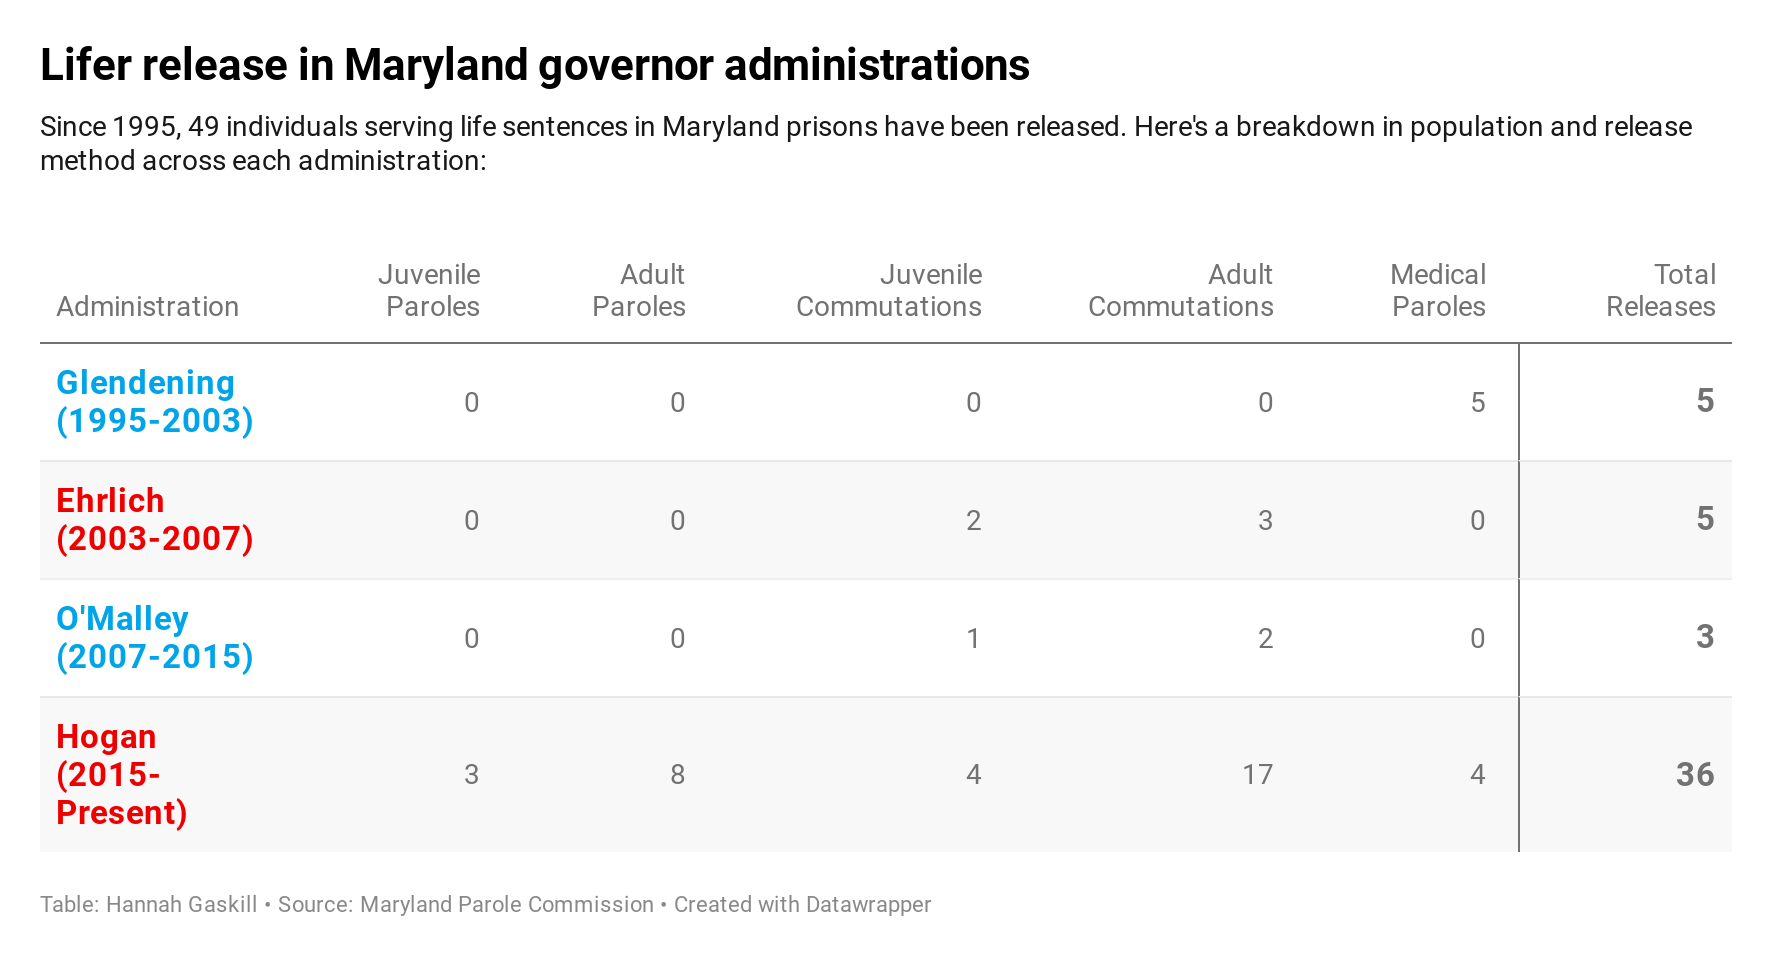 Lifer release in Maryland governor administrations
Since 1995, 49 individuals serving life sentences in Maryland prisons have been released. Here's a breakdown in population and release
method across each administration:
Administration Juvenile Paroles Adult Paroles Juvenile Commutations Adult Commutations Medical Paroles Total Releases
Glendening (1995-2003) 0 0 0 0 5 5
Ehrlich (2003-2007) 0 0 2 3 0 5
O'Malley (2007-2015) 0 0 1 2 0 3
Hogan (2015-Present) 3 8 4 17 4 36
Table: Hannah Gaskill • Source: Maryland Parole Commission • Created with Datawrapper